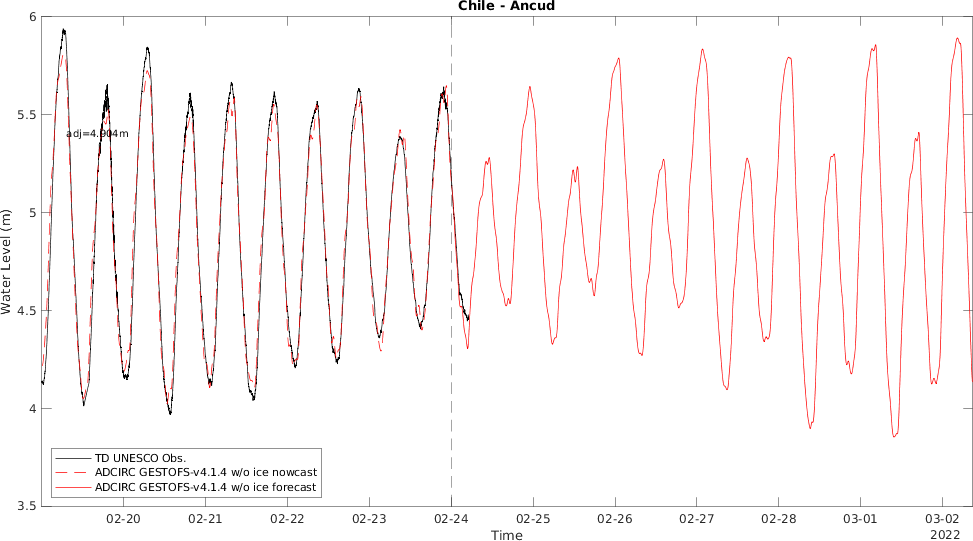 Chile - Ancud
6
5.5
5
4.5
4
3.5
Water Level (m)
adj=4.904m
TD UNESCO Obs.
ADCIRC GESTOFS-v4.1.4 w/o ice nowcast
ADCIRC GESTOFS-v4.1.4 w/o ice forecast
02-20 02-21 02-22 02-23 02-24 02-25 02-26 02-27 02-28 03-01 03-02
2022
Time